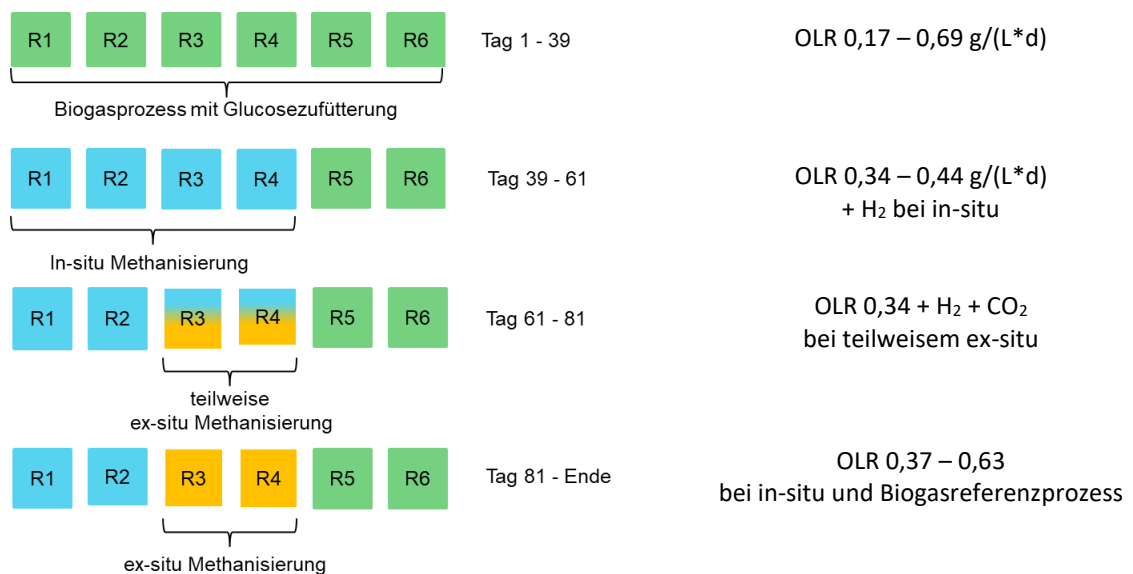 R1 R2 R3 R4 R5 R6 Tag 1 - 39 OLR 0,17 – 0,69 g/(L*d)
Biogasprozess mit Glucosezufütterung
R1 R2 R3 R4 R5 R6 Tag 39 - 61 OLR 0,34 – 0,44 g/(L*d)
+ H₂ bei in-situ
In-situ Methanisierung
R1 R2 R3 R4 R5 R6 Tag 61 - 81 OLR 0,34 + H₂ + CO₂
bei teilweisem ex-situ
teilweise
ex-situ Methanisierung
R1 R2 R3 R4 R5 R6 Tag 81 - Ende OLR 0,37 – 0,63
bei in-situ und Biogasreferenzprozess
ex-situ Methanisierung